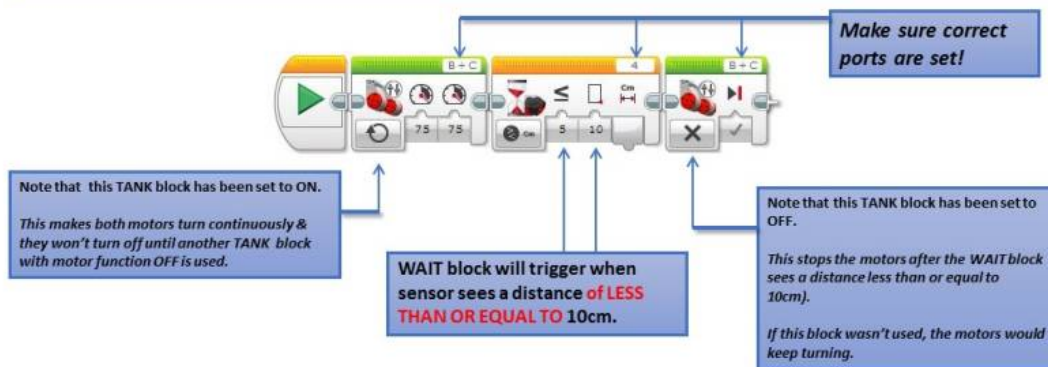 Make sure correct
ports are set!
B + C
4
B + C
≤
Cm
Cm
75
75
5
10
Note that this TANK block has been set to ON.
This makes both motors turn continuously &
they won't turn off until another TANK block
with motor function OFF is used.
WAIT block will trigger when
sensor sees a distance of LESS
THAN OR EQUAL TO 10cm.
Note that this TANK block has been set to
OFF.
This stops the motors after the WAIT block
sees a distance less than or equal to
10cm).
If this block wasn't used, the motors would
keep turning.